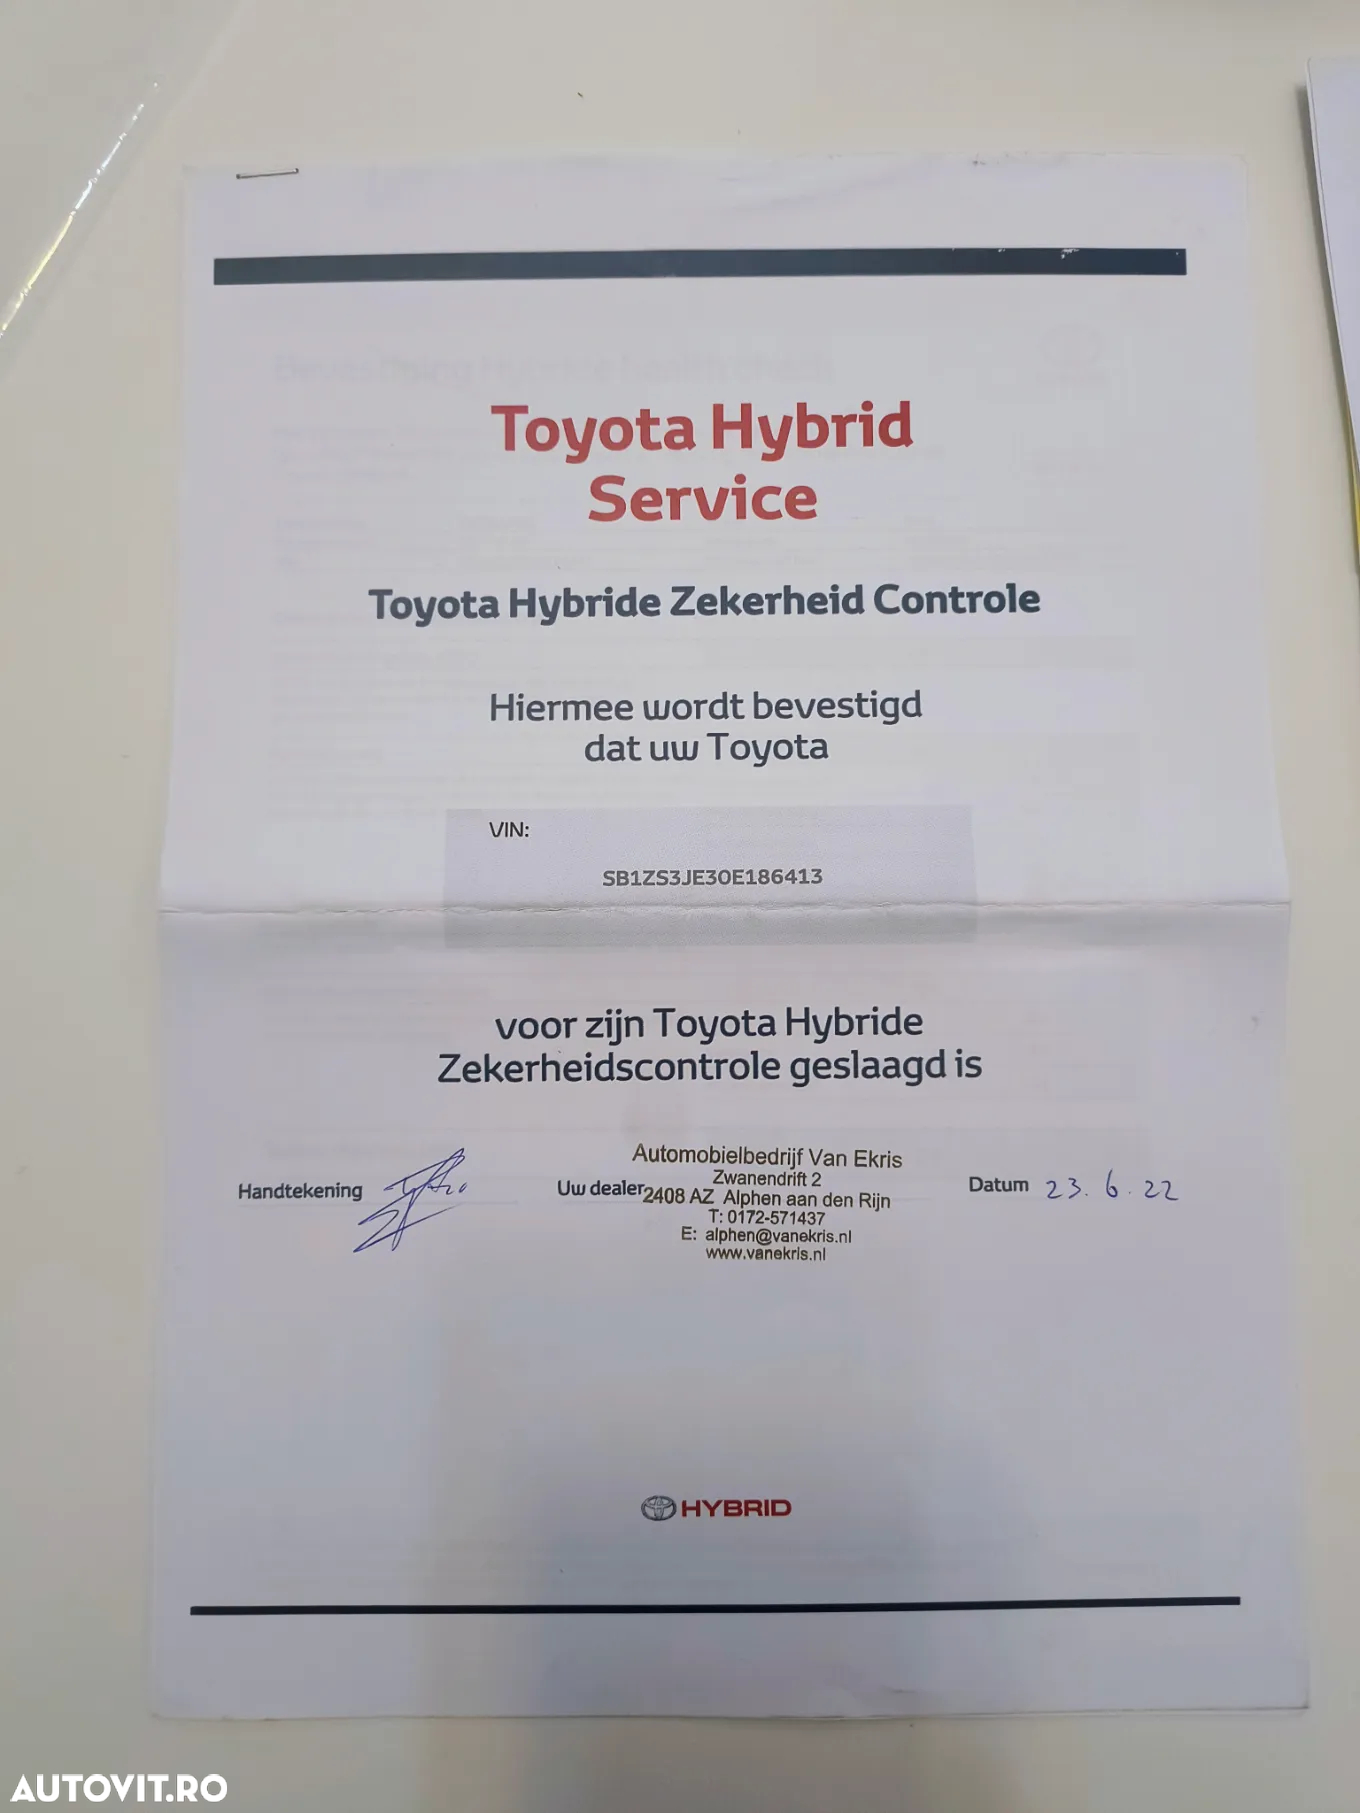 Toyota Hybrid
Service
Toyota Hybride Zekerheid Controle
Hiermee wordt bevestigd
dat uw Toyota
VIN:
SB1ZS3JE30E186413
voor zijn Toyota Hybride
Zekerheidscontrole geslaagd is
Handtekening
Uw dealer
Automobielbedrijf Van Ekris
Zwanendrift 2
2408 AZ Alphen aan den Rijn
T: 0172-571437
E: alphen@vanekris.nl
www.vanekris.nl
Datum 23.6.22
HYBRID
AUTOVIT.RO